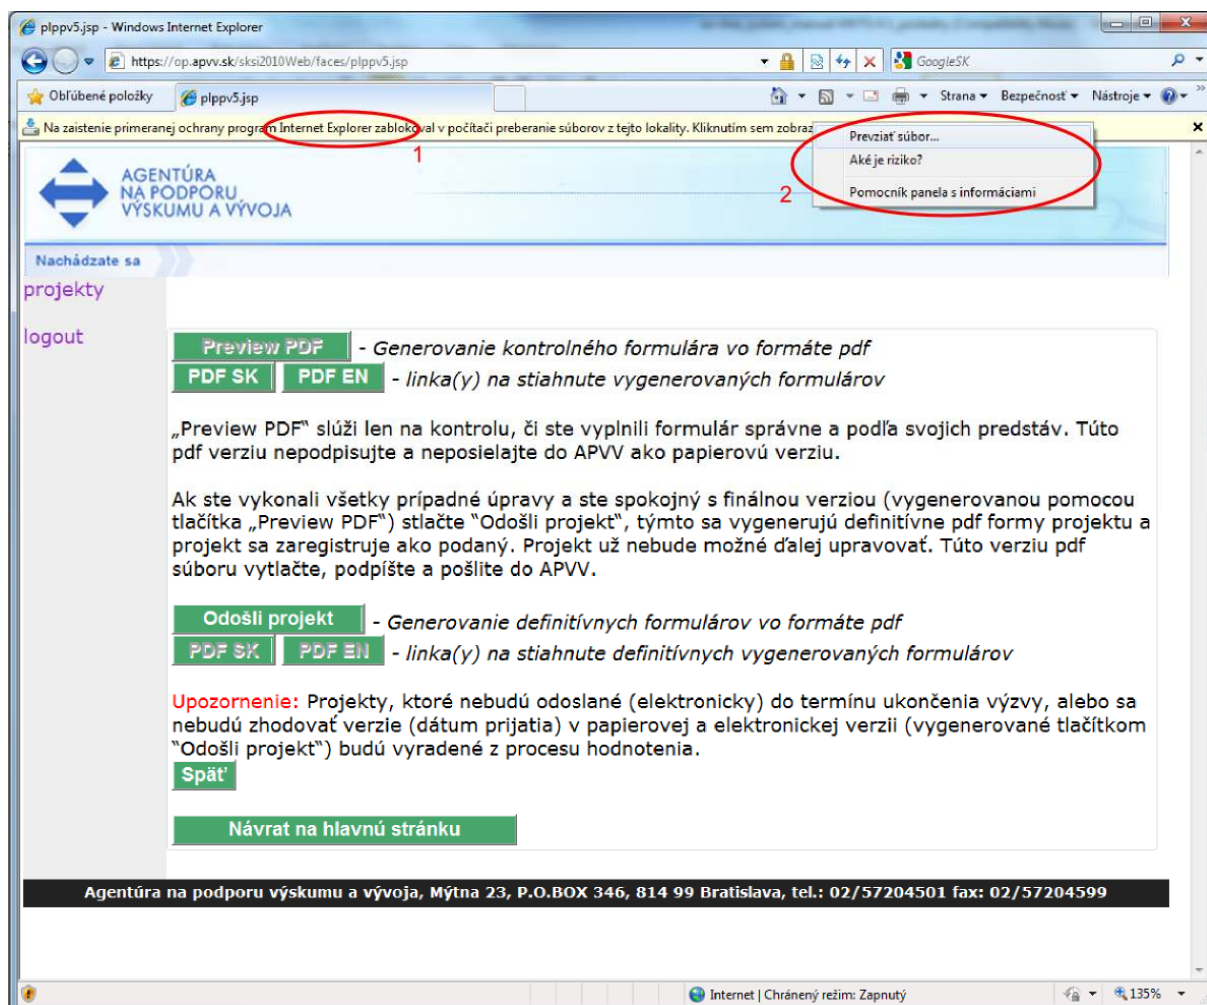 plppv5.jsp - Windows Internet Explorer
https://op.apvv.sk/sksi2010Web/faces/plppv5.jsp
GoogleSK
Obľúbené položky
plppv5.jsp
Strana
Bezpečnosť
Nástroje
Na zaistenie primeranej ochrany program Internet Explorer zablokoval v počítači preberanie súborov z tejto lokality. Kliknutím sem zobraz
1
Prevziať súbor...
Aké je riziko?
2
Pomocník panela s informáciami
AGENTÚRA
NA PODPORU
VÝSKUMU A VÝVOJA
Nachádzate sa
projekty
logout
Preview PDF - Generovanie kontrolného formulára vo formáte pdf
PDF SK PDF EN - linka(y) na stiahnute vygenerovaných formulárov
„Preview PDF“ slúži len na kontrolu, či ste vyplnili formulár správne a podľa svojich predstáv. Túto
pdf verziu nepodpisujte a neposielajte do APVV ako papierovú verziu.
Ak ste vykonali všetky prípadné úpravy a ste spokojný s finálnou verziou (vygenerovanou pomocou
tlačítka „Preview PDF“) stlačte “Odošli projekt“, týmto sa vygenerujú definitívne pdf formy projektu a
projekt sa zaregistruje ako podaný. Projekt už nebude možné ďalej upravovať. Túto verziu pdf
súboru vytlačte, podpíšte a pošlite do APVV.
Odošli projekt - Generovanie definitívnych formulárov vo formáte pdf
PDF SK PDF EN - linka(y) na stiahnute definitívnych vygenerovaných formulárov
Upozornenie: Projekty, ktoré nebudú odoslané (elektronicky) do termínu ukončenia výzvy, alebo sa
nebudú zhodovať verzie (dátum prijatia) v papierovej a elektronickej verzii (vygenerované tlačítkom
“Odošli projekt“) budú vyradené z procesu hodnotenia.
Späť
Návrat na hlavnú stránku
Agentúra na podporu výskumu a vývoja, Mýtna 23, P.O.BOX 346, 814 99 Bratislava, tel.: 02/57204501 fax: 02/57204599
Internet | Chránený režim: Zapnutý
135%